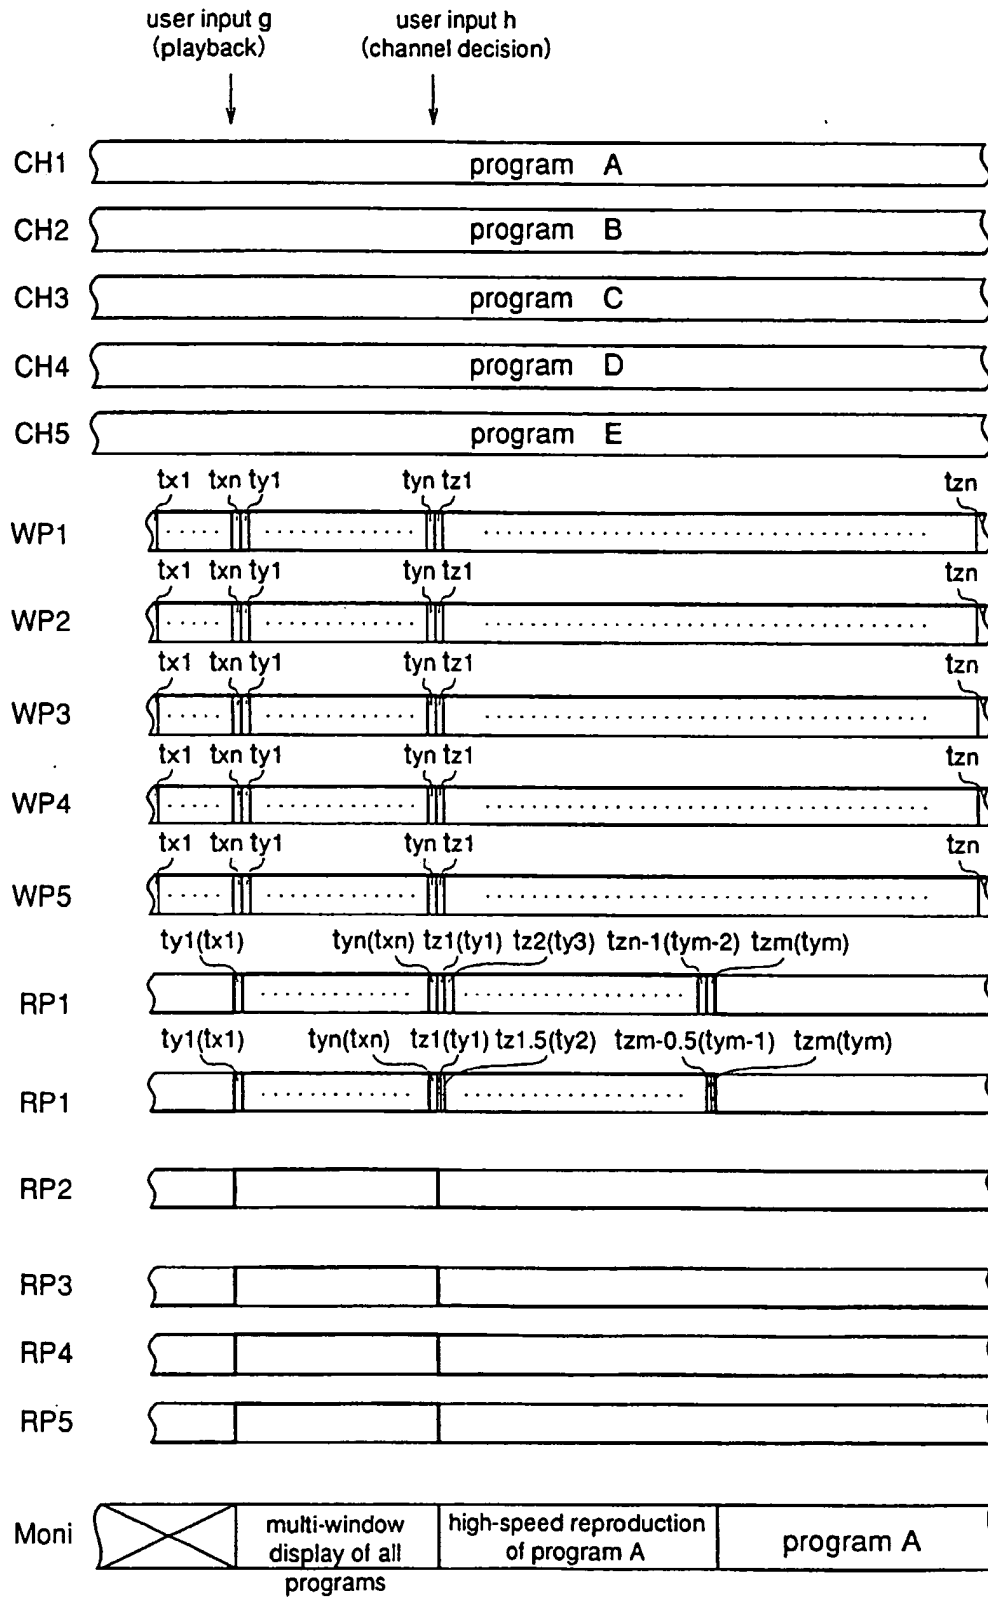 user input g
(playback)
user input h
(channel decision)
CH1 program A
CH2 program B
CH3 program C
CH4 program D
CH5 program E
tx1 txn ty1 tyn tz1 tzn
WP1
tx1 txn ty1 tyn tz1 tzn
WP2
tx1 txn ty1 tyn tz1 tzn
WP3
tx1 txn ty1 tyn tz1 tzn
WP4
tx1 txn ty1 tyn tz1 tzn
WP5
ty1(tx1) tyn(txn) tz1(ty1) tz2(ty3) tzn-1(tym-2) tzm(tym)
RP1
ty1(tx1) tyn(txn) tz1(ty1) tz1.5(ty2) tzm-0.5(tym-1) tzm(tym)
RP1
RP2
RP3
RP4
RP5
Moni
multi-window
display of all
programs
high-speed reproduction
of program A
program A